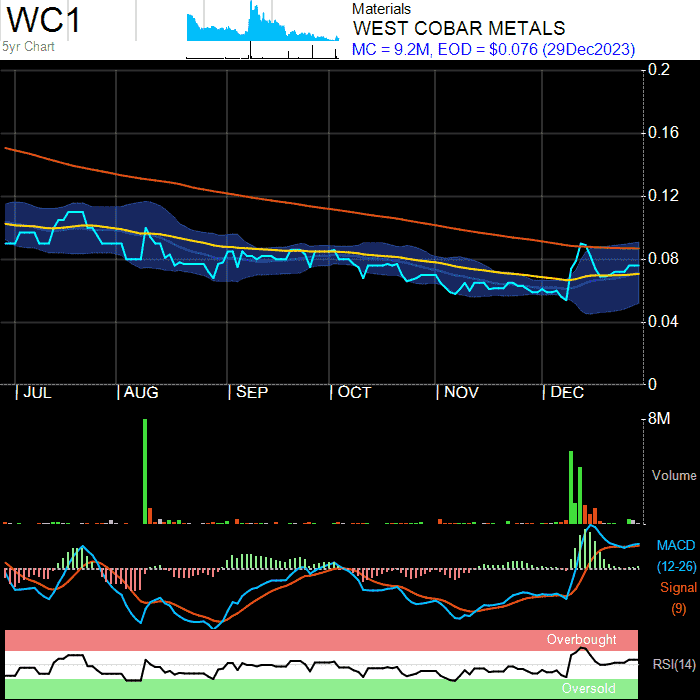 WC1
5yr Chart
Materials
WEST COBAR METALS
MC = 9.2M, EOD = $0.076 (29Dec2023)
0.2
0.16
0.12
0.08
0.04
0
JUL AUG SEP OCT NOV DEC
8M
Volume
MACD
(12-26)
Signal
(9)
Overbought
RSI(14)
Oversold